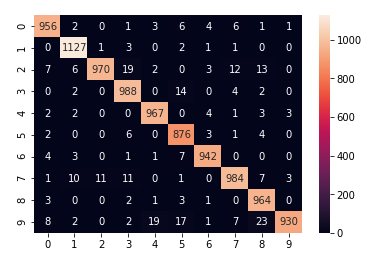 0 956 2 0 1 3 6 4 6 1 1
1 1 1127 1 3 0 2 1 1 0 0
2 7 6 970 19 2 0 3 12 13 0
3 0 2 0 988 0 14 0 4 2 0
4 2 2 0 0 967 0 4 1 3 3
5 2 0 0 6 0 876 3 1 4 0
6 4 3 0 1 1 7 942 0 0 0
7 1 10 11 11 0 1 0 984 7 3
8 3 0 0 2 1 3 1 0 964 0
9 8 2 0 2 19 17 1 7 23 930
0 1 2 3 4 5 6 7 8 9
1000
800
600
400
200
0